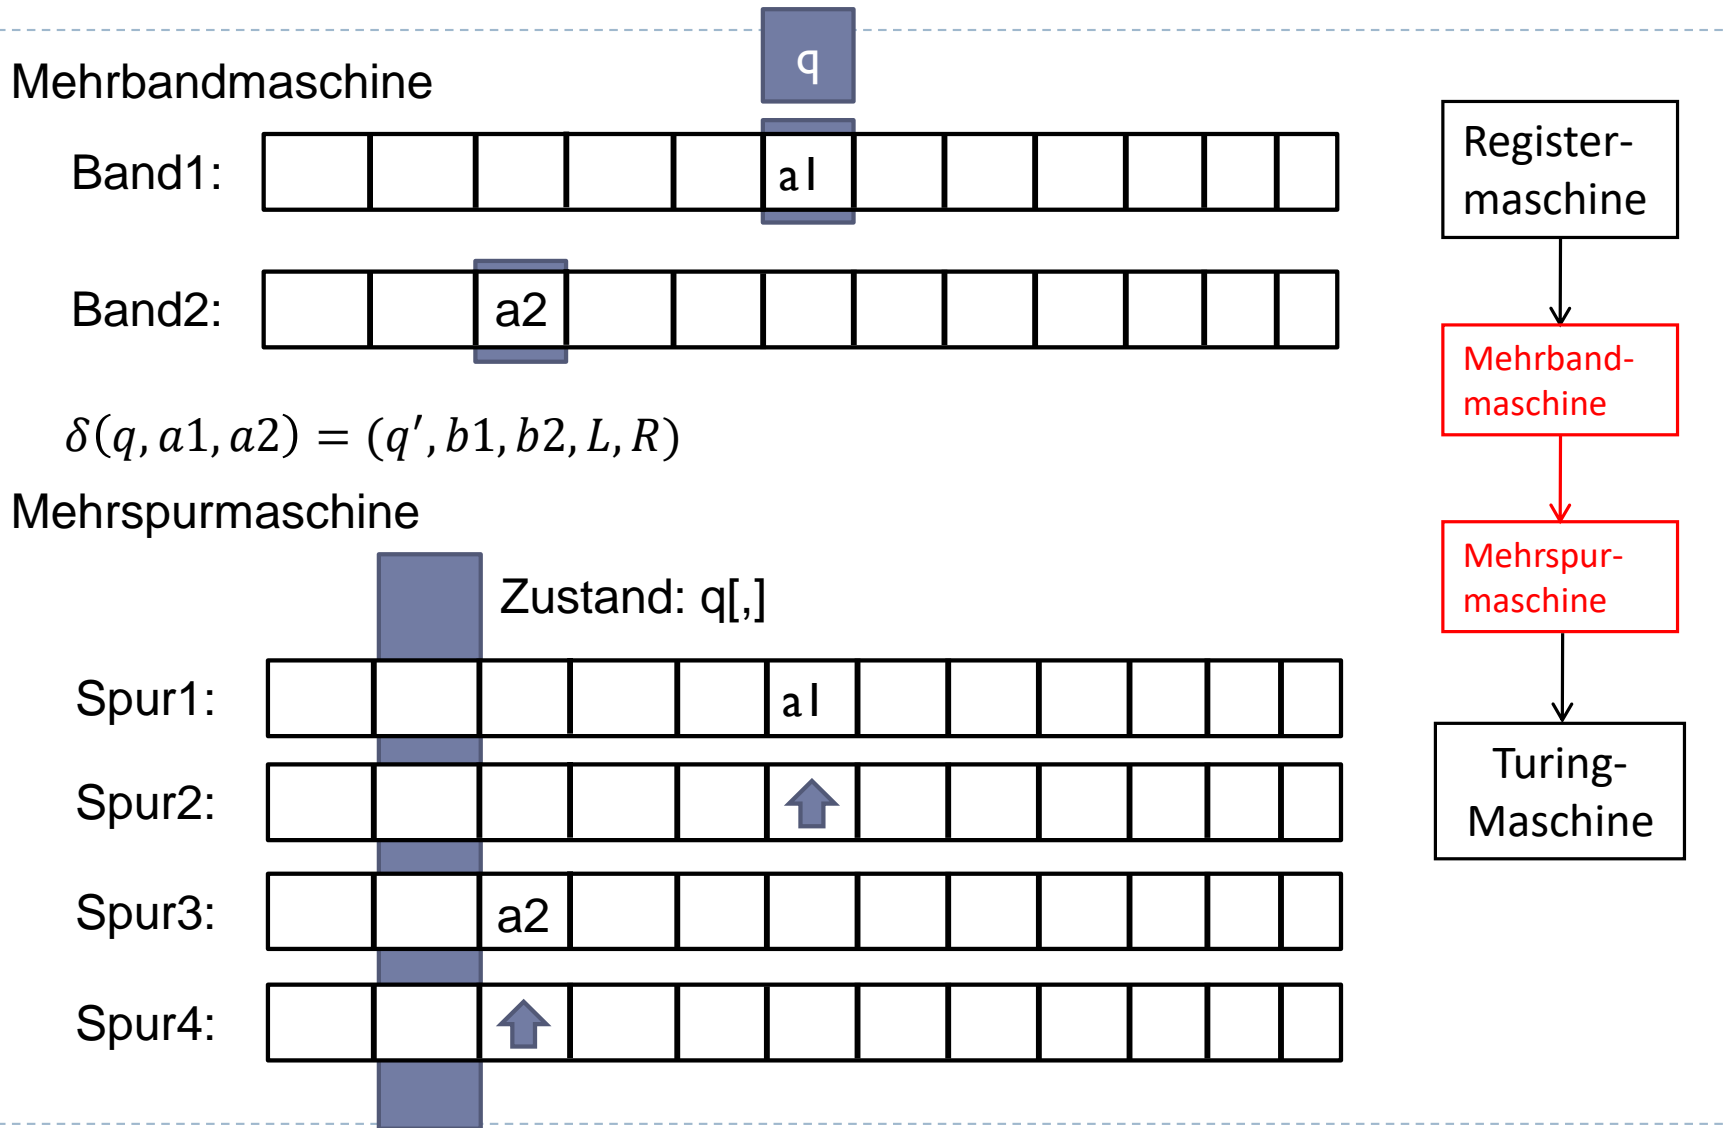 q
Mehrbandmaschine
Band1:
a1
Band2:
a2
δ(q, a1, a2) = (q′, b1, b2, L, R)
Mehrspurmaschine
Zustand: q[,]
Spur1:
a1
Spur2:
Spur3:
a2
Spur4:
Register-
maschine
Mehrband-
maschine
Mehrspur-
maschine
Turing-
Maschine